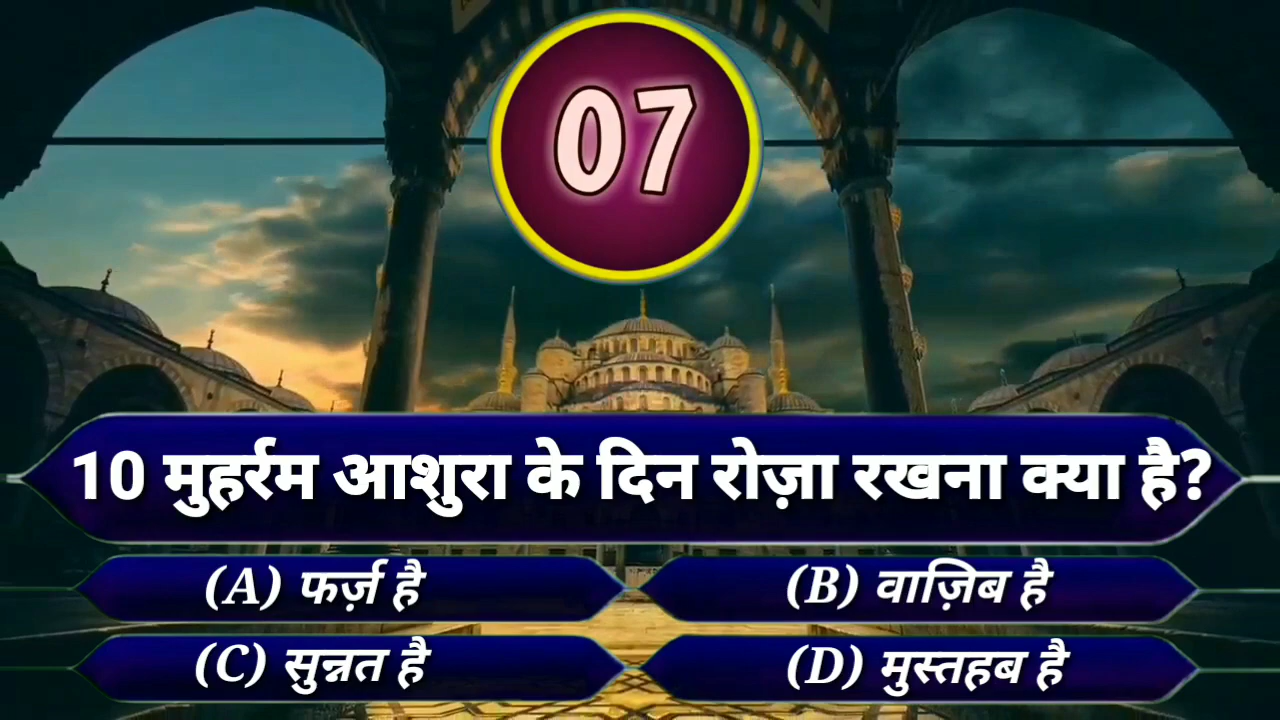 07
10 मुहर्रम आशुरा के दिन रोज़ा रखना क्या है?
(A) फर्ज़ है
(B) वाज़िब है
(C) सुन्नत है
(D) मुस्तहब है